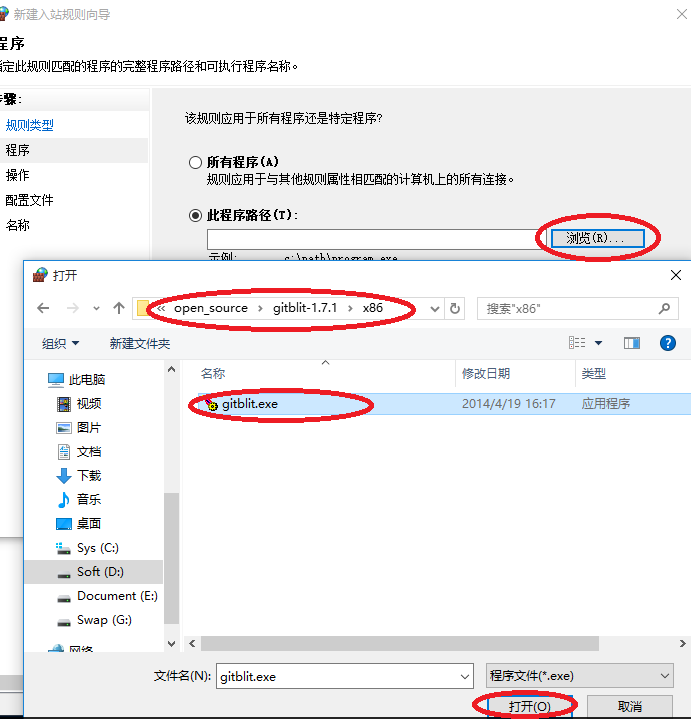 新建入站规则向导
程序
指定此规则匹配的程序的完整程序路径和可执行程序名称。
步骤:
规则类型
程序
操作
配置文件
名称
该规则应用于所有程序还是特定程序?
所有程序(A)
规则应用于与其他规则属性相匹配的计算机上的所有连接。
此程序路径(T):
浏览(R)...
示例: c:\path\program.exe
打开
« open_source › gitblit-1.7.1 › x86
搜索"x86"
组织 新建文件夹
名称 修改日期 类型
gitblit.exe 2014/4/19 16:17 应用程序
此电脑
视频
图片
文档
下载
音乐
桌面
Sys (C:)
Soft (D:)
Document (E:)
Swap (G:)
网络
文件名(N): gitblit.exe 程序文件(*.exe)
打开(O) 取消